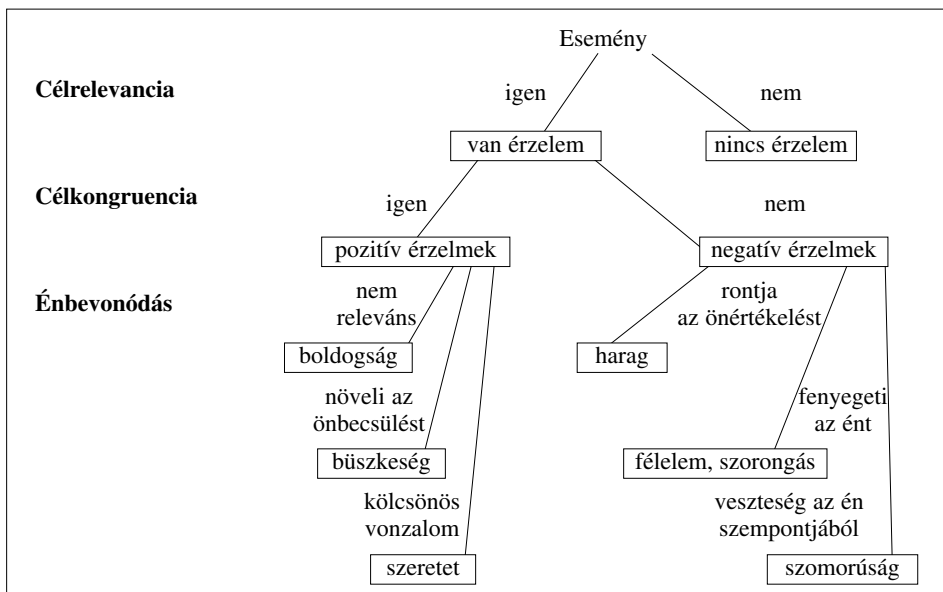 Esemény
Célrelevancia
igen
nem
van érzelem
nincs érzelem
Célkongruencia
igen
nem
pozitív érzelmek
negatív érzelmek
Énbevonódás
nem
releváns
rontja
az önértékelést
boldogság
harag
növeli az
önbecsülést
fenyegeti
az ént
büszkeség
félelem, szorongás
kölcsönös
vonzalom
veszteség az én
szempontjából
szeretet
szomorúság